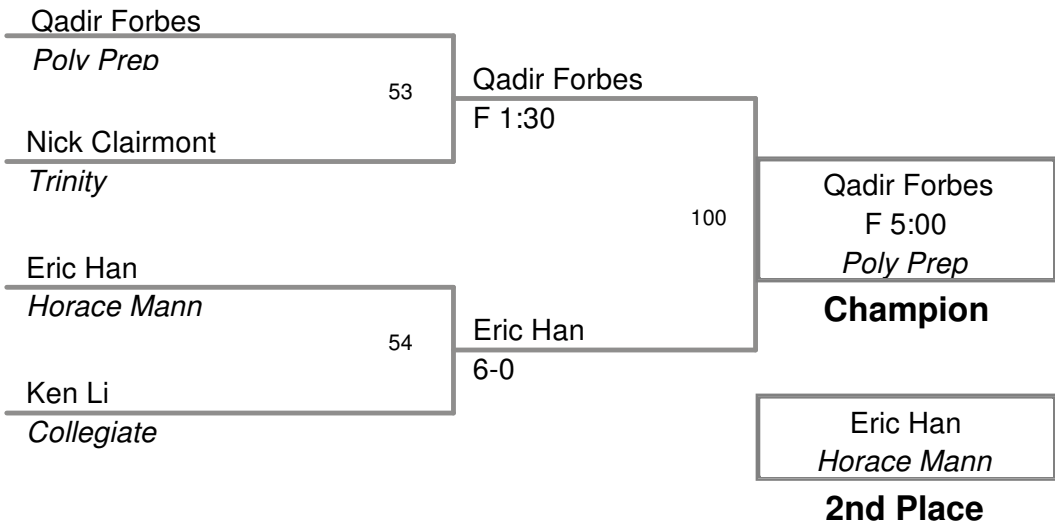 Qadir Forbes
Poly Prep
53
Nick Clairmont
Trinity
Qadir Forbes
F 1:30
Eric Han
Horace Mann
54
Ken Li
Collegiate
Eric Han
6-0
100
Qadir Forbes
F 5:00
Poly Prep
Champion
Eric Han
Horace Mann
2nd Place